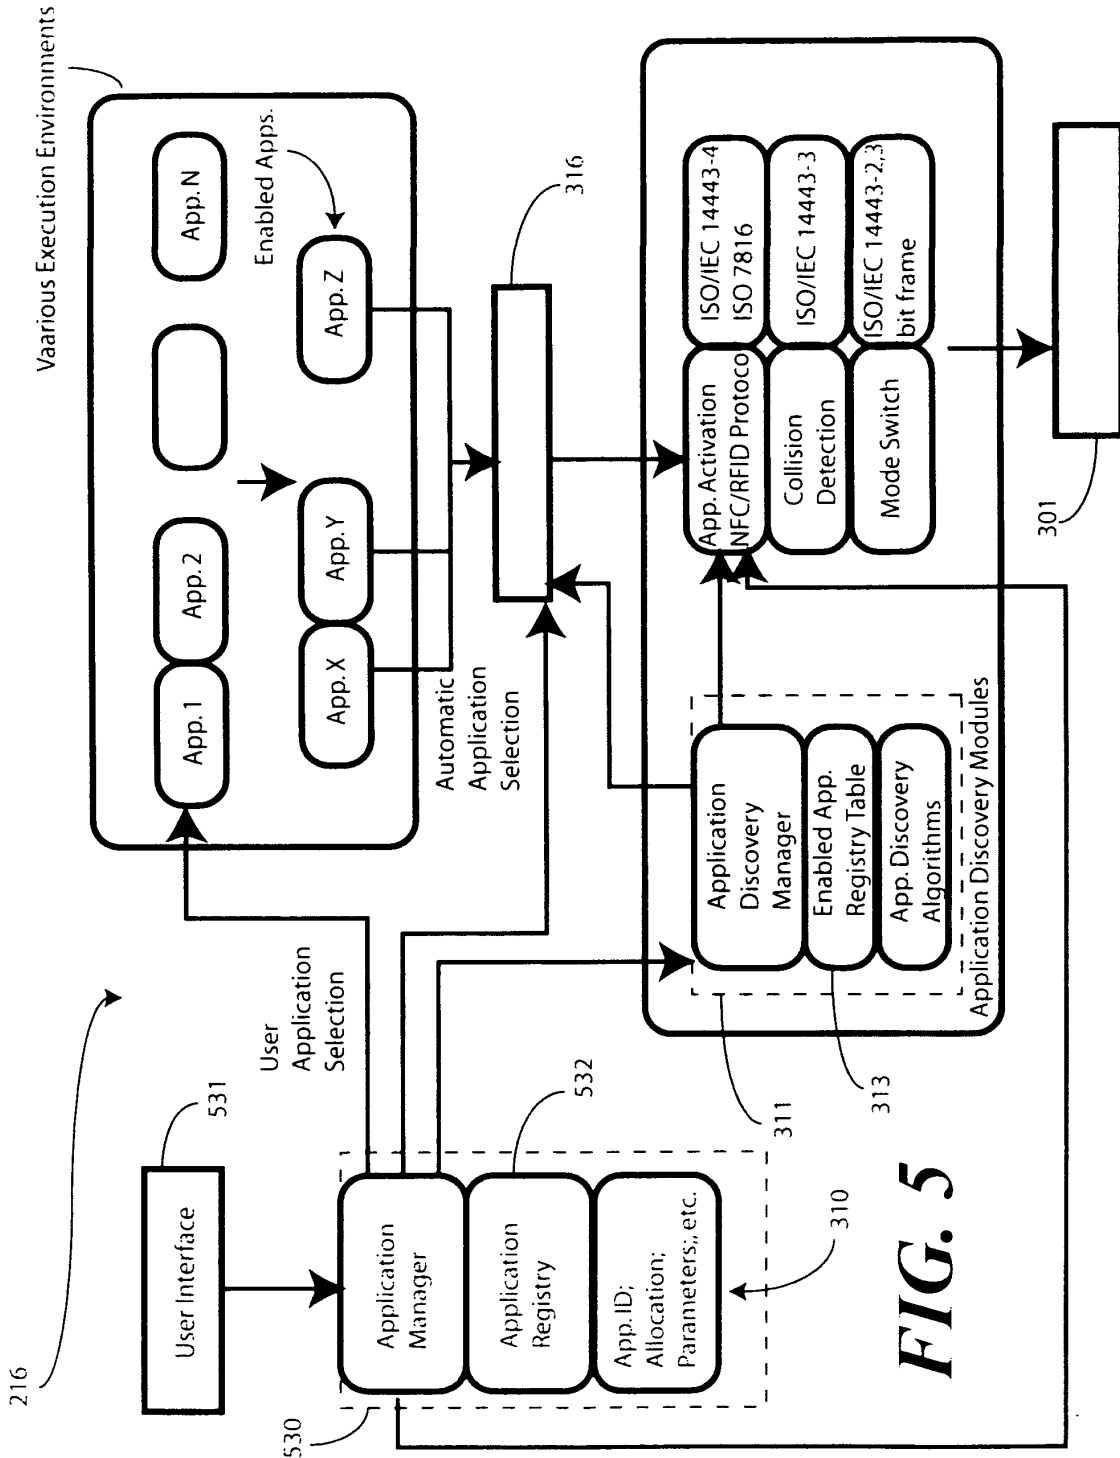 216
User Interface
531
530
Application
Manager
Application
Registry
532
App. ID;
Allocation;
Parameters;, etc.
310
User
Application
Selection
Vaarious Execution Environments
App. 1
App. 2
App. N
App. X
App. Y
App. Z
Enabled Apps.
Automatic
Application
Selection
316
Application
Discovery
Manager
Enabled App.
Registry Table
App. Discovery
Algorithms
Application Discovery Modules
311
313
App. Activation
NFC/RFID Protoco
ISO/IEC 14443-4
ISO 7816
Collision
Detection
ISO/IEC 14443-3
Mode Switch
ISO/IEC 14443-2,3
bit frame
301
FIG. 5